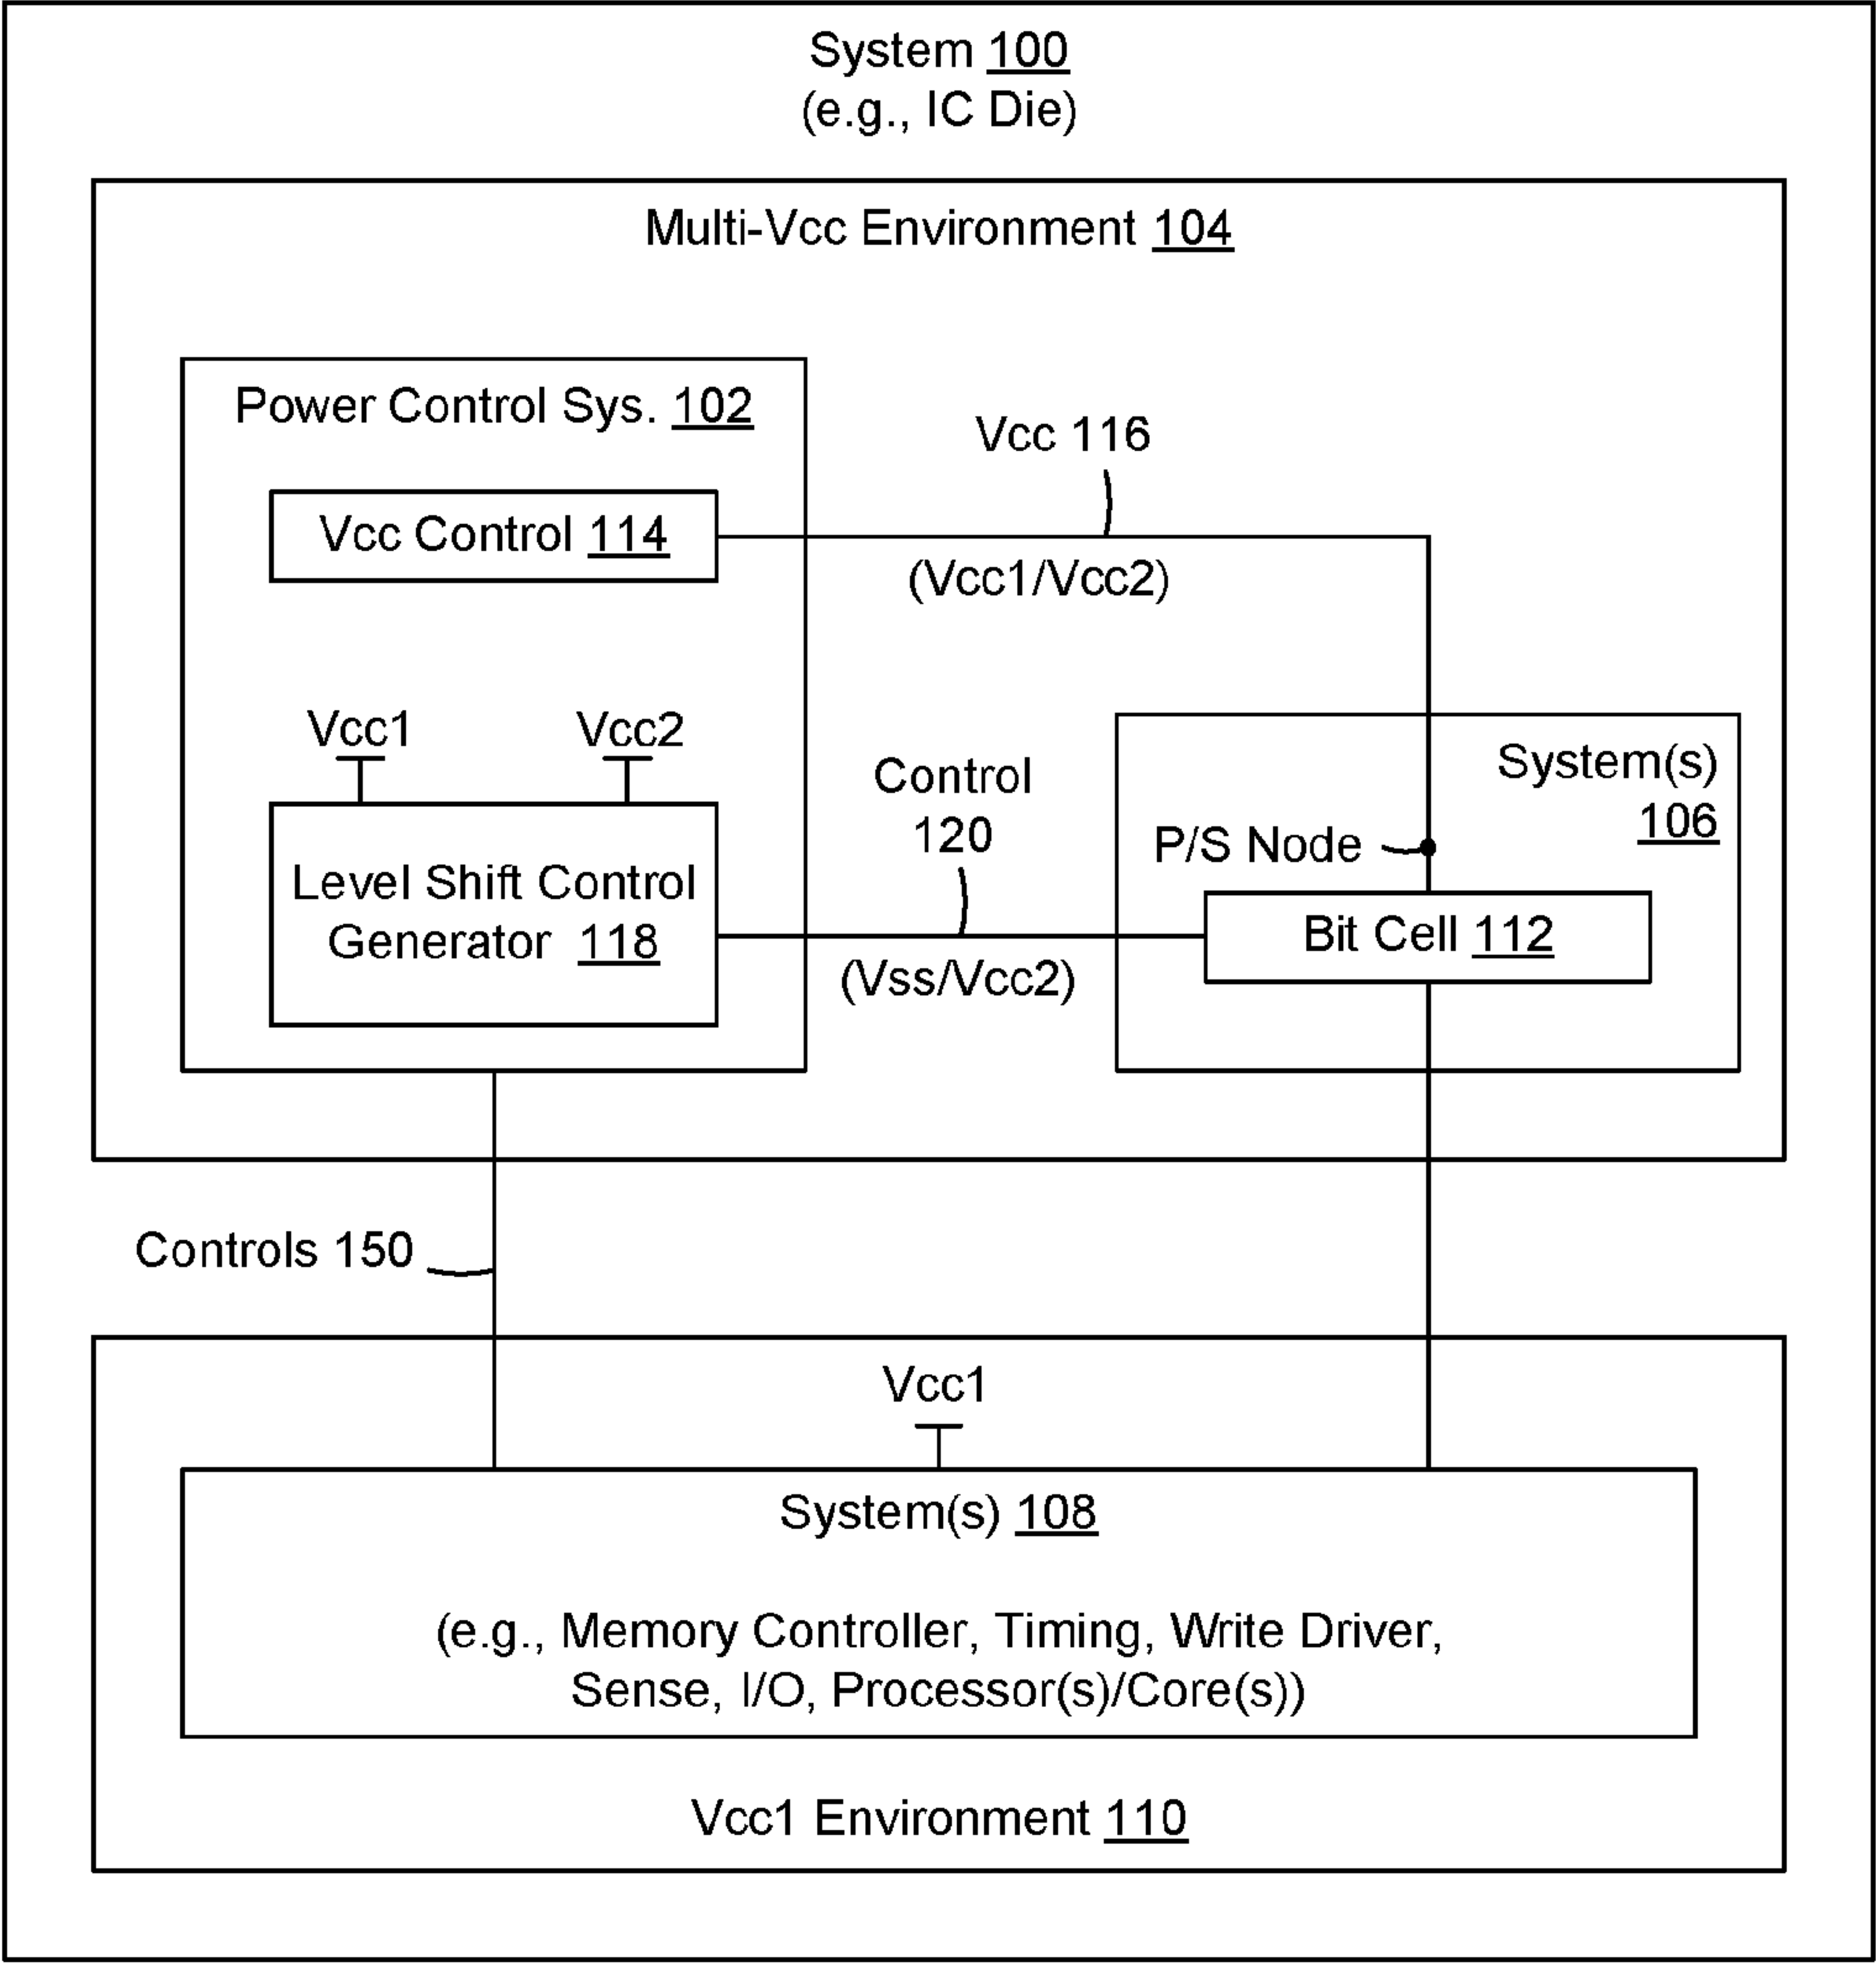 System 100
(e.g., IC Die)
Multi-Vcc Environment 104
Power Control Sys. 102
Vcc Control 114
Vcc 116
(Vcc1/Vcc2)
Vcc1
Vcc2
Level Shift Control
Generator 118
Control
120
(Vss/Vcc2)
System(s)
106
P/S Node
Bit Cell 112
Controls 150
Vcc1
System(s) 108
(e.g., Memory Controller, Timing, Write Driver,
Sense, I/O, Processor(s)/Core(s))
Vcc1 Environment 110